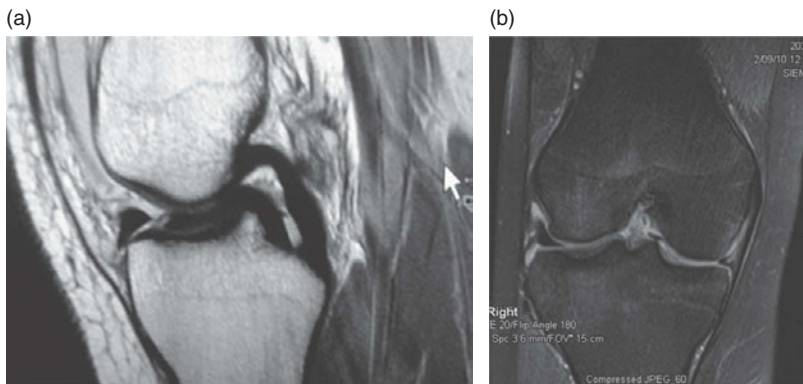 (a)
(b)
2/09/10 12
SIEM
Right
E 20/Flip Angle 180
Spc 3.6 mm/FOV* 15 cm
Compressed JPEG 60